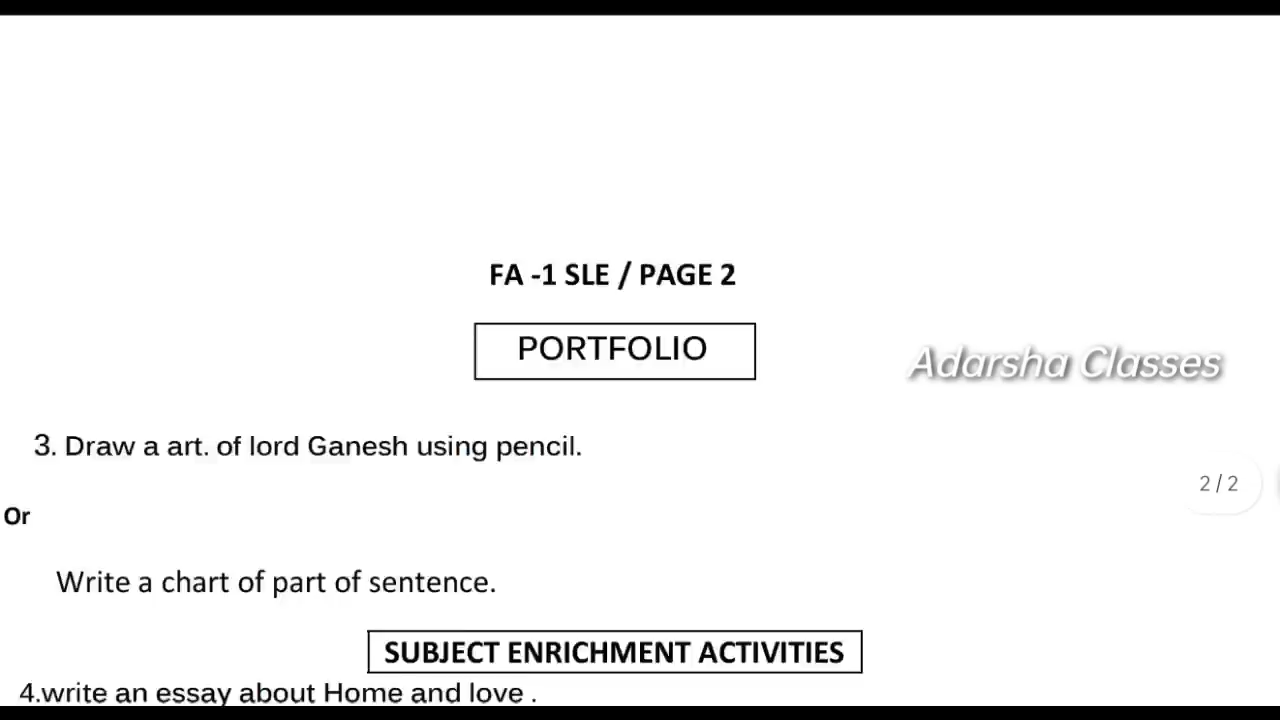 FA -1 SLE / PAGE 2
PORTFOLIO
Adarsha Classes
3. Draw a art. of lord Ganesh using pencil.
2 / 2
Or
Write a chart of part of sentence.
SUBJECT ENRICHMENT ACTIVITIES
4.write an essay about Home and love .